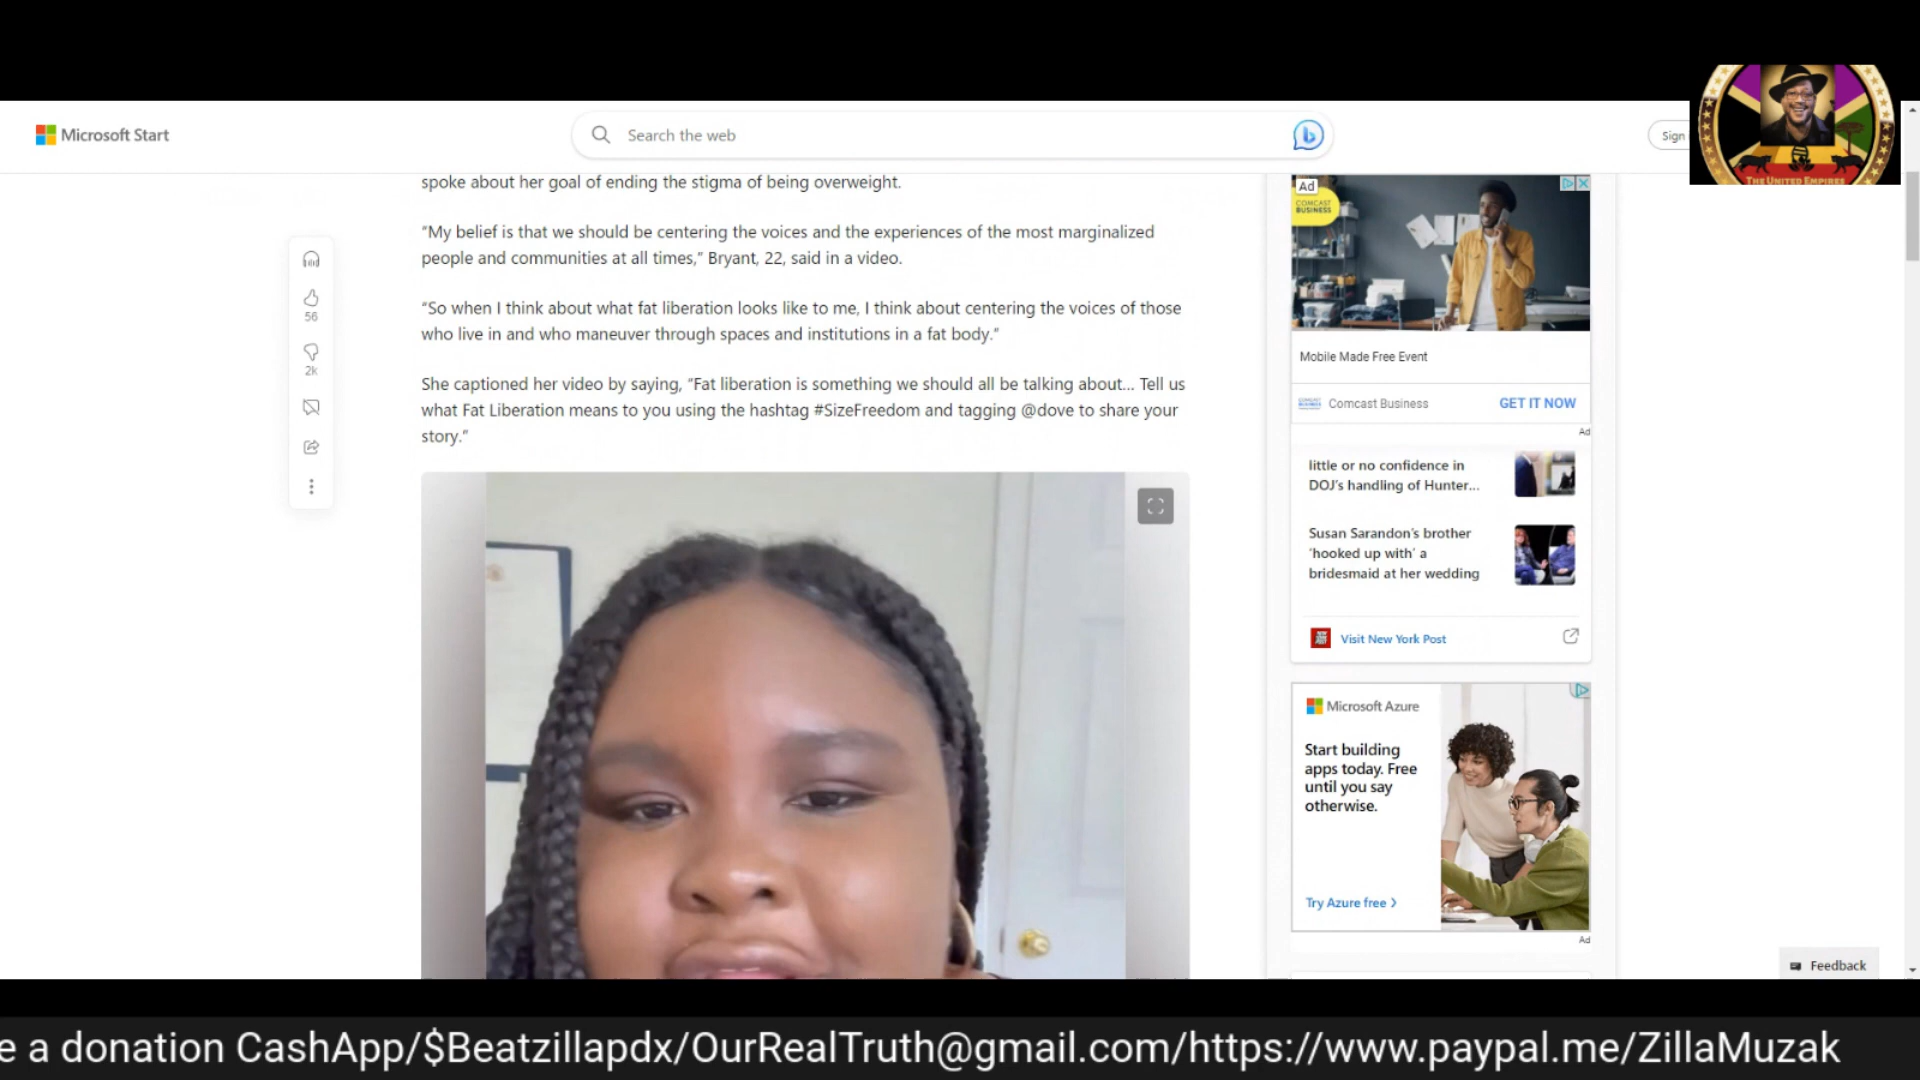 Microsoft Start
Search the web
Sign
THE UNITED EMPIRES
spoke about her goal of ending the stigma of being overweight.
“My belief is that we should be centering the voices and the experiences of the most marginalized
people and communities at all times,” Bryant, 22, said in a video.
“So when I think about what fat liberation looks like to me, I think about centering the voices of those
who live in and who maneuver through spaces and institutions in a fat body.”
She captioned her video by saying, “Fat liberation is something we should all be talking about... Tell us
what Fat Liberation means to you using the hashtag #SizeFreedom and tagging @dove to share your
story.”
56
2k
Ad
COMCAST
BUSINESS
Mobile Made Free Event
Comcast Business
GET IT NOW
Ad
little or no confidence in
DOJ’s handling of Hunter...
Susan Sarandon’s brother
‘hooked up with’ a
bridesmaid at her wedding
Visit New York Post
Microsoft Azure
Start building
apps today. Free
until you say
otherwise.
Try Azure free
Ad
Feedback
e a donation CashApp/$Beatzillapdx/OurRealTruth@gmail.com/https://www.paypal.me/ZillaMuzak